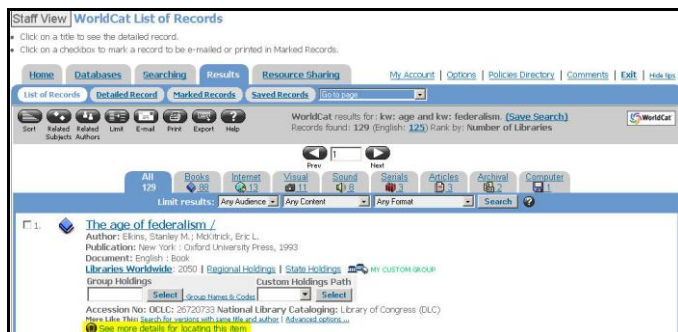 Staff View WorldCat List of Records
Click on a title to see the detailed record.
Click on a checkbox to mark a record to be e-mailed or printed in Marked Records.
Home Databases Searching Results Resource Sharing My Account | Options | Policies Directory | Comments | Exit | Hide tips
List of Records Detailed Record Marked Records Saved Records Go to page
WorldCat results for: kw: age and kw: federalism. (Save Search)
Records found: 129 (English: 125) Rank by: Number of Libraries
WorldCat
Sort Related Subjects Related Authors Limit E-mail Print Export Help
Prev 1 Next
All 129 Books 88 Internet 13 Visual 11 Sound 8 Serials 3 Articles 3 Archival 2 Computer 1
Limit results: Any Audience Any Content Any Format Search
1. The age of federalism /
Author: Elkins, Stanley M.; McKitrick, Eric L.
Publication: New York : Oxford University Press, 1993
Document: English : Book
Libraries Worldwide: 2050 | Regional Holdings | State Holdings MY CUSTOM GROUP
Group Holdings Custom Holdings Path
Select Group Names & Codes Select
Accession No: OCLC: 26720733 National Library Cataloging: Library of Congress (DLC)
More Like This: Search for versions with same title and author | Advanced options ...
See more details for locating this item